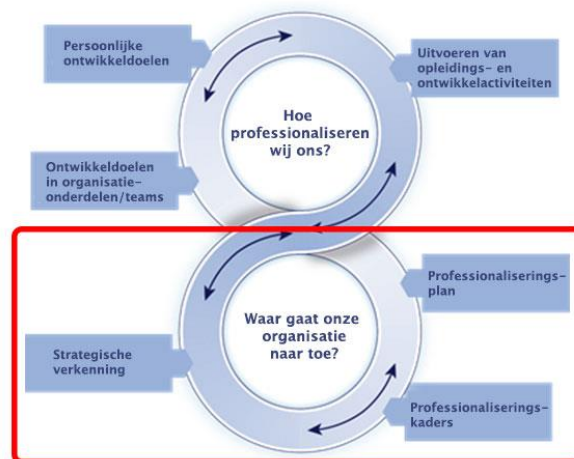 Persoonlijke
ontwikkeldoelen
Uitvoeren van
opleidings- en
ontwikkelactiviteiten
Hoe
professionaliseren
wij ons?
Ontwikkeldoelen
in organisatie-
onderdelen/teams
Professionaliserings-
plan
Waar gaat onze
organisatie
naar toe?
Strategische
verkenning
Professionaliserings-
kaders